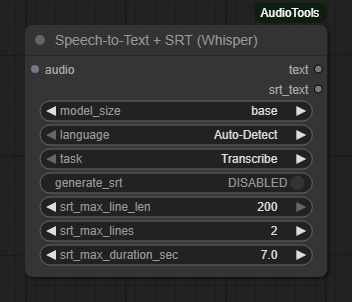 AudioTools
Speech-to-Text + SRT (Whisper)
audio text
srt_text
model_size base
language Auto-Detect
task Transcribe
generate_srt DISABLED
srt_max_line_len 200
srt_max_lines 2
srt_max_duration_sec 7.0